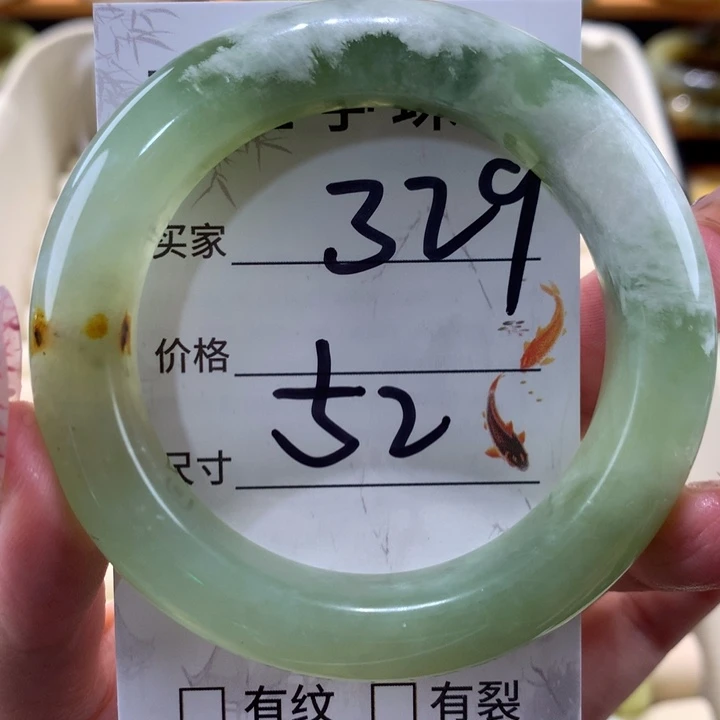 买家 329
价格
尺寸 52
有纹 有裂